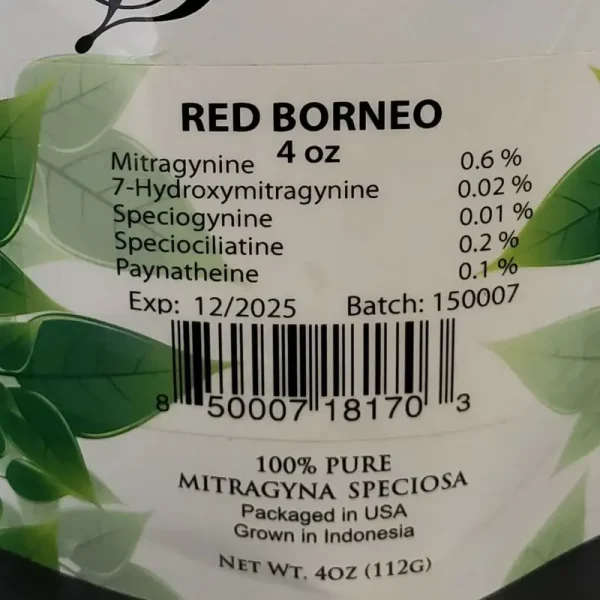 RED BORNEO
4 oz
Mitragynine 0.6 %
7-Hydroxymitragynine 0.02 %
Speciogynine 0.01 %
Speciociliatine 0.2 %
Paynatheine 0.1 %
Exp: 12/2025 Batch: 150007
8 50007 18170 3
100% PURE
MITRAGYNA SPECIOSA
Packaged in USA
Grown in Indonesia
NET WT. 4OZ (112G)